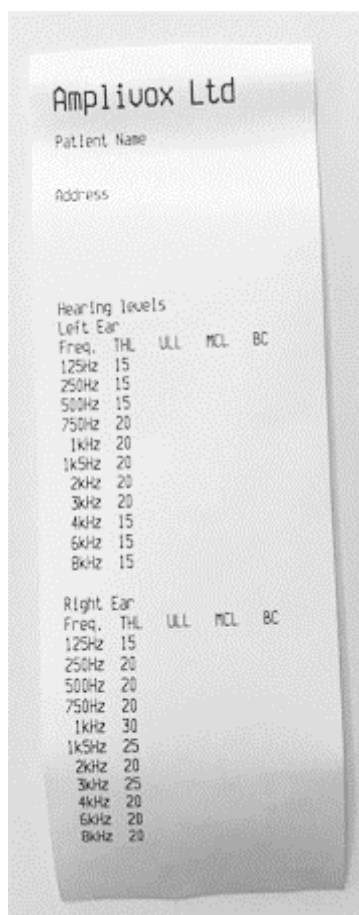 Amplivox Ltd
Patient Name
Address
Hearing levels
Left Ear
Freq. THL ULL MCL BC
125Hz 15
250Hz 15
500Hz 15
750Hz 20
1kHz 20
1k5Hz 20
2kHz 20
3kHz 20
4kHz 15
6kHz 15
8kHz 15
Right Ear
Freq. THL ULL MCL BC
125Hz 15
250Hz 20
500Hz 20
750Hz 20
1kHz 30
1k5Hz 25
2kHz 20
3kHz 25
4kHz 20
6kHz 20
8kHz 20